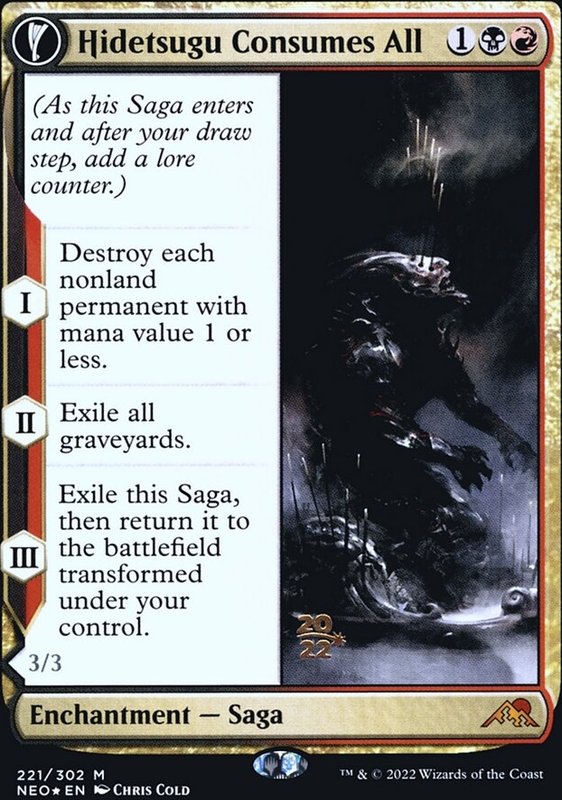 Hidetsugu Consumes All 1
(As this Saga enters
and after your draw
step, add a lore
counter.)
I
Destroy each
nonland
permanent with
mana value 1 or
less.
II
Exile all
graveyards.
III
Exile this Saga,
then return it to
the battlefield
transformed
under your
control.
3/3
20
22
Enchantment — Saga
221/302 M
NEO★EN Chris Cold
™ & © 2022 Wizards of the Coast